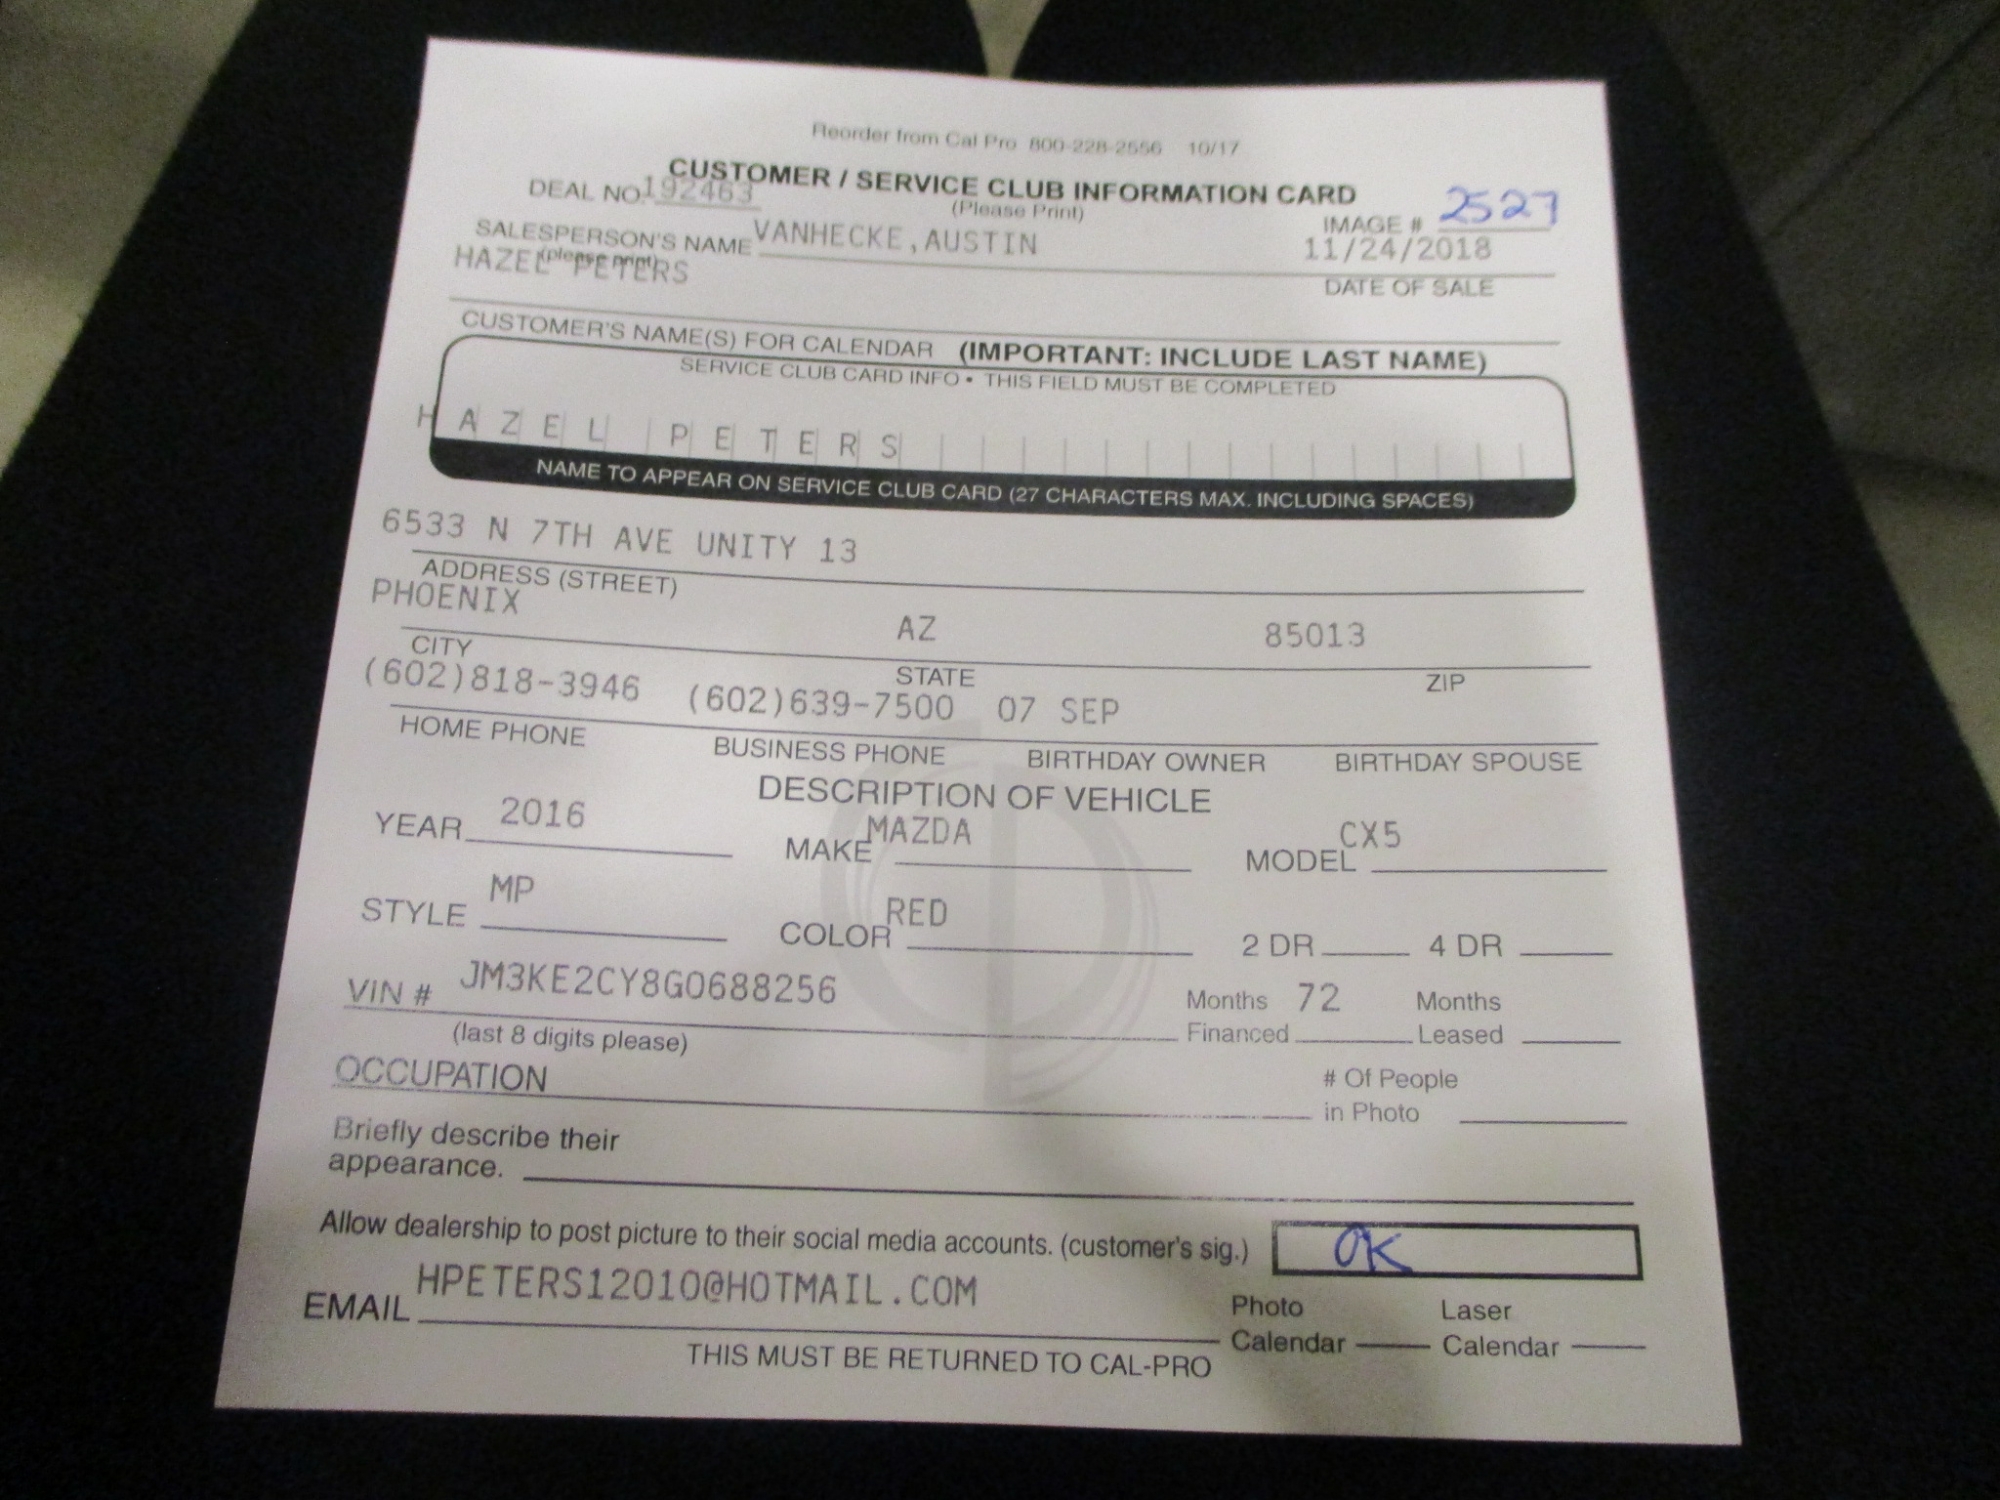 Reorder from Cal Pro 800-228-2556 10/17
CUSTOMER / SERVICE CLUB INFORMATION CARD
(Please Print)
DEAL NO. 192463
IMAGE # 2527
SALESPERSON'S NAME VANHECKE, AUSTIN
(please print)
11/24/2018
HAZEL PETERS
DATE OF SALE
CUSTOMER'S NAME(S) FOR CALENDAR (IMPORTANT: INCLUDE LAST NAME)
SERVICE CLUB CARD INFO • THIS FIELD MUST BE COMPLETED
HAZEL PETERS
NAME TO APPEAR ON SERVICE CLUB CARD (27 CHARACTERS MAX. INCLUDING SPACES)
6533 N 7TH AVE UNITY 13
ADDRESS (STREET)
PHOENIX AZ 85013
CITY STATE ZIP
(602)818-3946 (602)639-7500 07 SEP
HOME PHONE BUSINESS PHONE BIRTHDAY OWNER BIRTHDAY SPOUSE
DESCRIPTION OF VEHICLE
YEAR 2016 MAKE MAZDA MODEL CX5
STYLE MP COLOR RED 2 DR 4 DR
VIN # JM3KE2CY8G0688256 Months 72 Months
Financed Leased
(last 8 digits please)
OCCUPATION # Of People
in Photo
Briefly describe their
appearance.
Allow dealership to post picture to their social media accounts. (customer's sig.) OK
EMAIL HPETERS12010@HOTMAIL.COM
Photo Laser
Calendar Calendar
THIS MUST BE RETURNED TO CAL-PRO